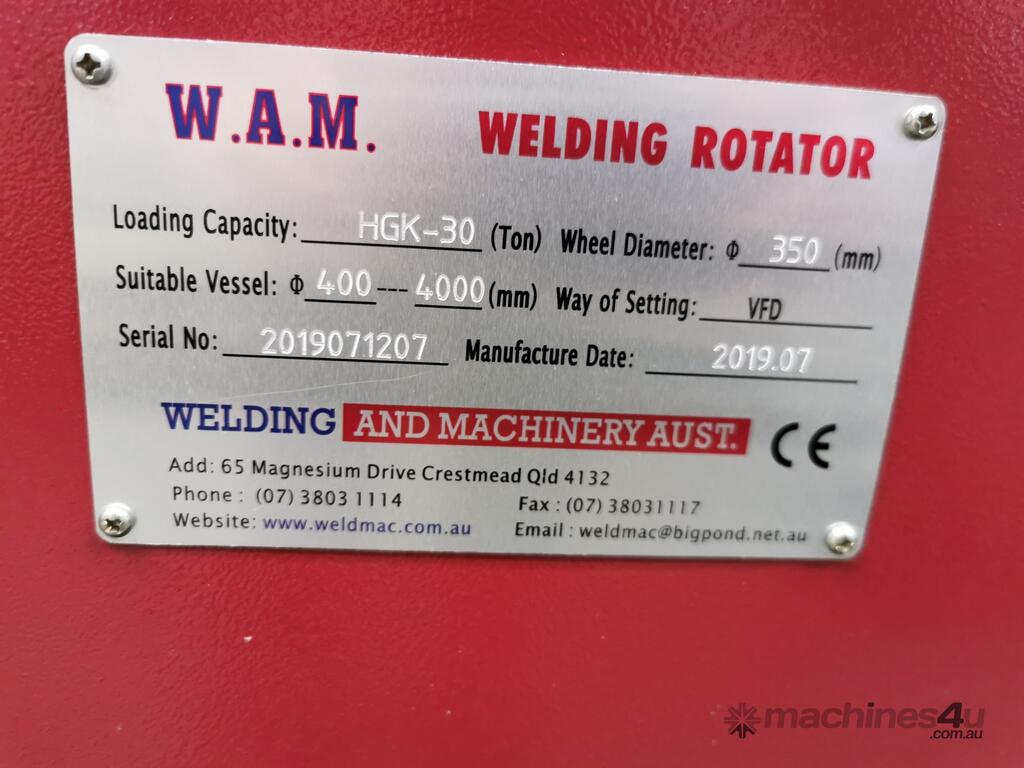 W.A.M. WELDING ROTATOR
Loading Capacity: HGK-30 (Ton) Wheel Diameter: Φ 350 (mm)
Suitable Vessel: Φ 400 --- 4000 (mm) Way of Setting: VFD
Serial No: 2019071207 Manufacture Date: 2019.07
WELDING AND MACHINERY AUST. CE
Add: 65 Magnesium Drive Crestmead Qld 4132
Phone : (07) 3803 1114 Fax : (07) 38031117
Website: www.weldmac.com.au Email : weldmac@bigpond.net.au
machines4u
.com.au